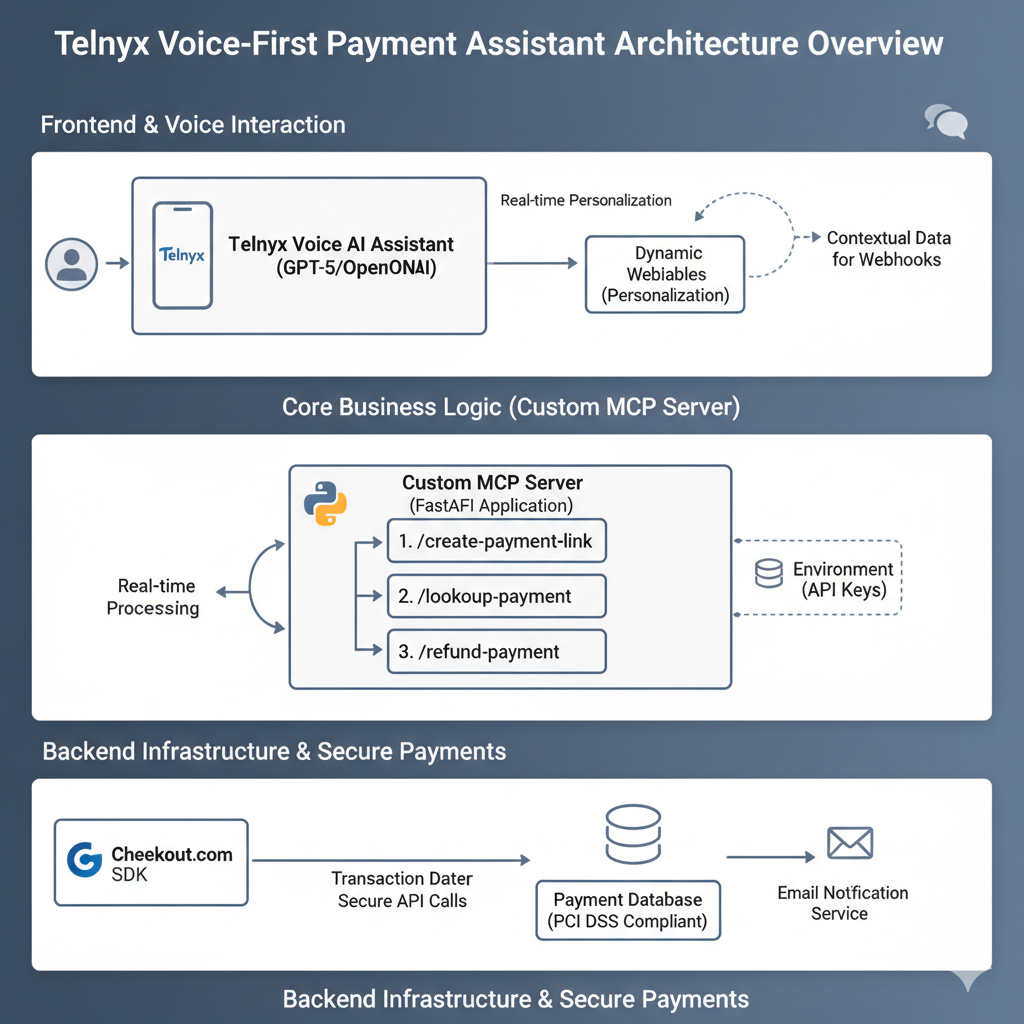 Telnyx Voice-First Payment Assistant Architecture Overview
Frontend & Voice Interaction
Telnyx
Telnyx Voice AI Assistant
(GPT-5/OpenONAI)
Real-time Personalization
Dynamic
Webiables
(Personalization)
Contextual Data
for Webhooks
Core Business Logic (Custom MCP Server)
Custom MCP Server
(FastAFI Application)
1. /create-payment-link
2. /lookoup-payment
3. /refund-payment
Real-time
Processing
Environment
(API Keys)
Backend Infrastructure & Secure Payments
Cheekout.com
SDK
Transaction Dater
Secure API Calls
Payment Database
(PCI DSS Compliant)
Email Notification
Service
Backend Infrastructure & Secure Payments